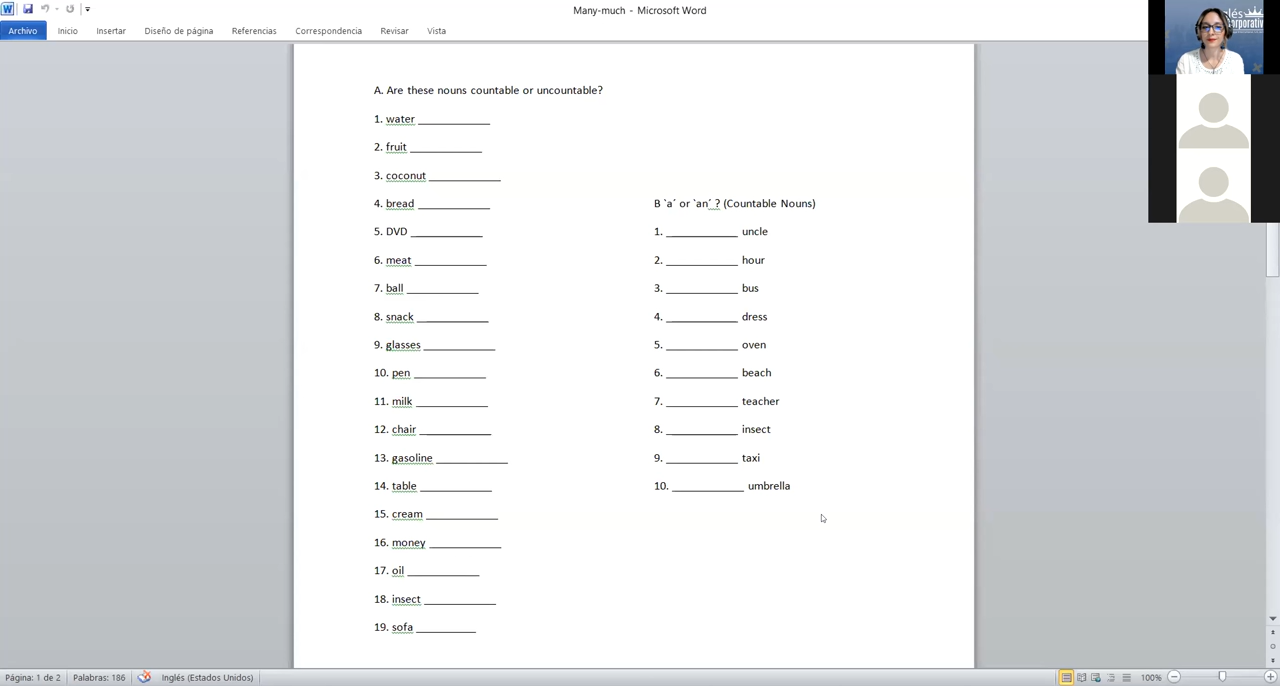 Many-much - Microsoft Word
Archivo Inicio Insertar Diseño de página Referencias Correspondencia Revisar Vista
A. Are these nouns countable or uncountable?
1. water ____________
2. fruit ____________
3. coconut ____________
4. bread ____________
5. DVD ____________
6. meat ____________
7. ball ____________
8. snack ____________
9. glasses ____________
10. pen ____________
11. milk ____________
12. chair ____________
13. gasoline ____________
14. table ____________
15. cream ____________
16. money ____________
17. oil ____________
18. insect ____________
19. sofa __________
B `a´ or `an´ ? (Countable Nouns)
1. ____________ uncle
2. ____________ hour
3. ____________ bus
4. ____________ dress
5. ____________ oven
6. ____________ beach
7. ____________ teacher
8. ____________ insect
9. ____________ taxi
10. ____________ umbrella
Página: 1 de 2 Palabras: 186 Inglés (Estados Unidos) 100%